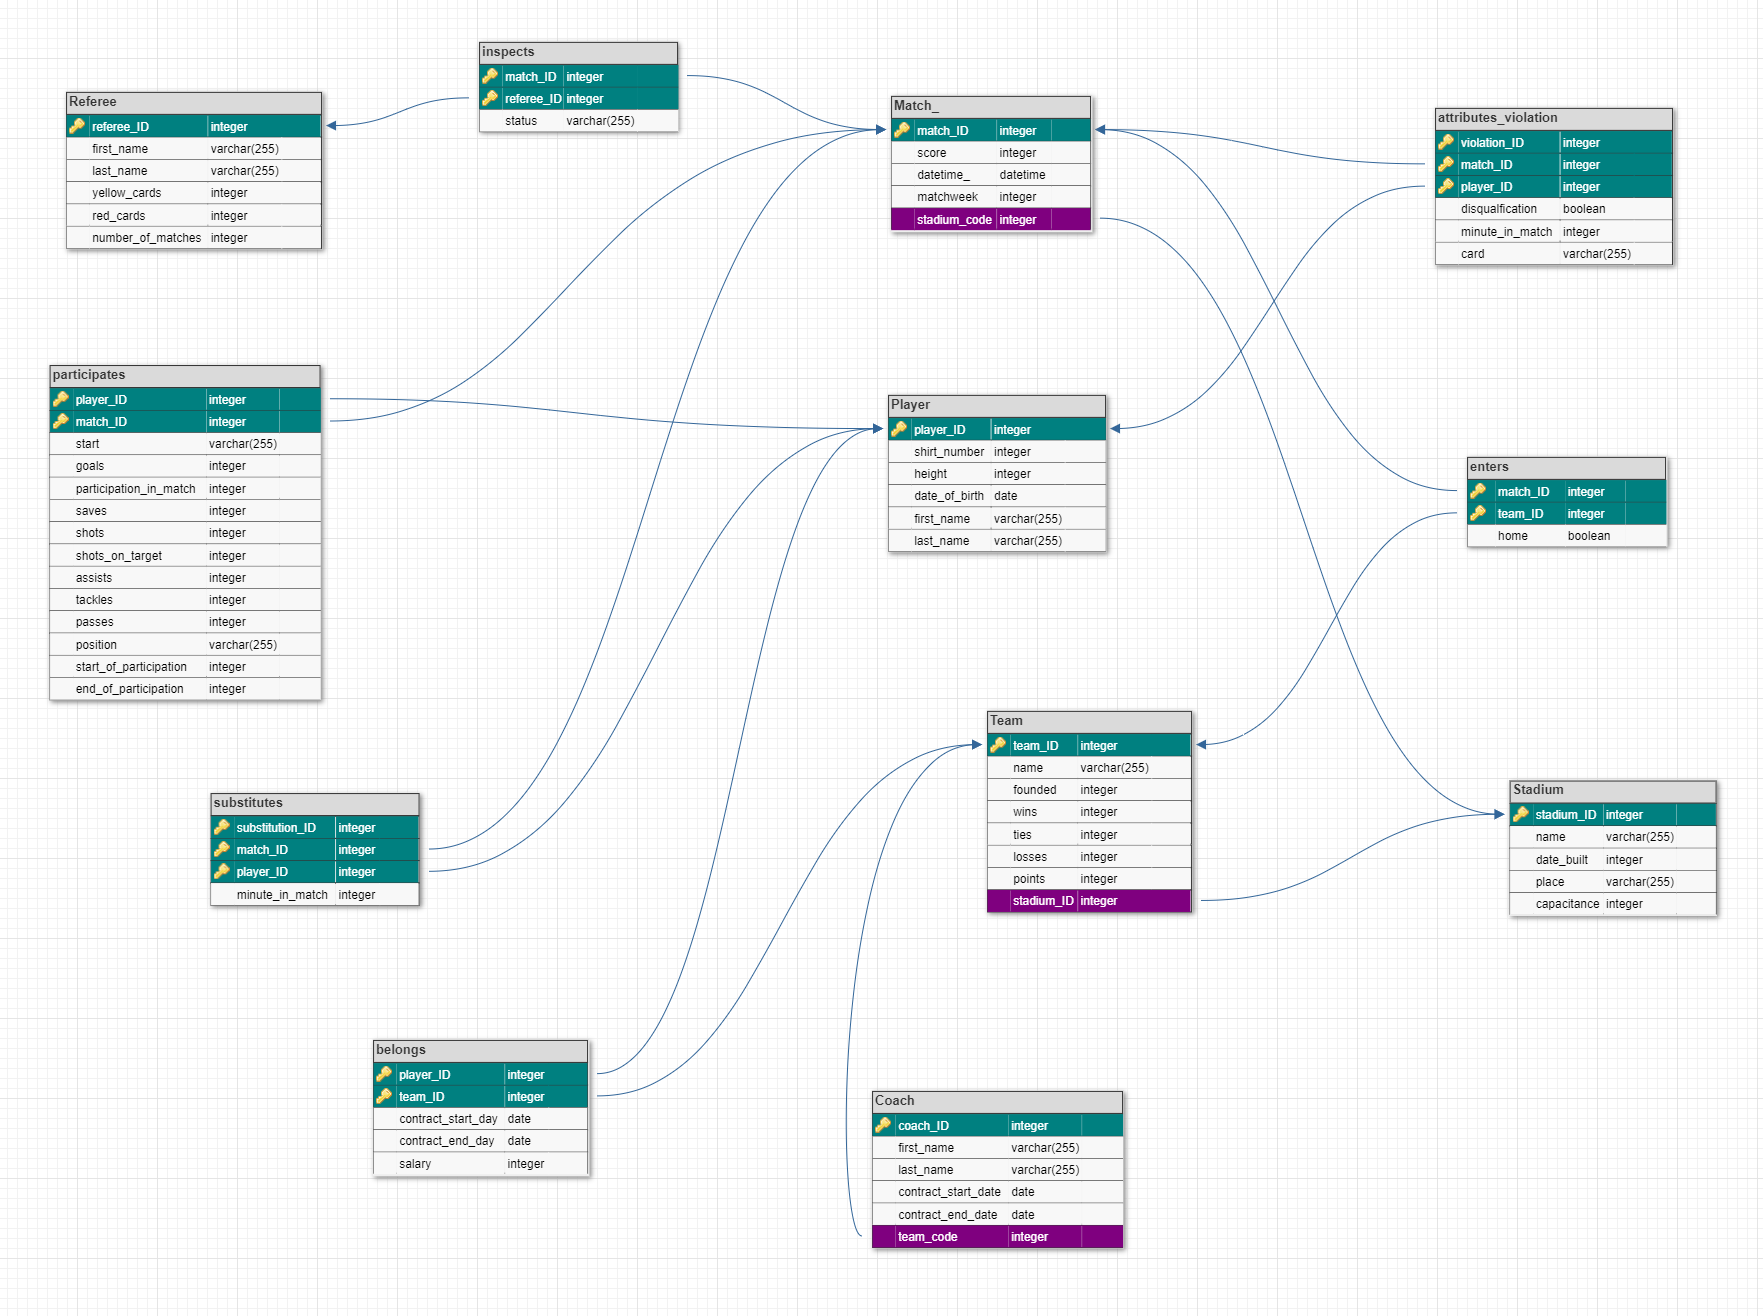 inspects
match_ID integer
referee_ID integer
status varchar(255)
Referee
referee_ID integer
first_name varchar(255)
last_name varchar(255)
yellow_cards integer
red_cards integer
number_of_matches integer
Match_
match_ID integer
score integer
datetime_ datetime
matchweek integer
stadium_code integer
attributes_violation
violation_ID integer
match_ID integer
player_ID integer
disqualfication boolean
minute_in_match integer
card varchar(255)
participates
player_ID integer
match_ID integer
start varchar(255)
goals integer
participation_in_match integer
saves integer
shots integer
shots_on_target integer
assists integer
tackles integer
passes integer
position varchar(255)
start_of_participation integer
end_of_participation integer
Player
player_ID integer
shirt_number integer
height integer
date_of_birth date
first_name varchar(255)
last_name varchar(255)
enters
match_ID integer
team_ID integer
home boolean
Team
team_ID integer
name varchar(255)
founded integer
wins integer
ties integer
losses integer
points integer
stadium_ID integer
Stadium
stadium_ID integer
name varchar(255)
date_built integer
place varchar(255)
capacitance integer
substitutes
substitution_ID integer
match_ID integer
player_ID integer
minute_in_match integer
belongs
player_ID integer
team_ID integer
contract_start_day date
contract_end_day date
salary integer
Coach
coach_ID integer
first_name varchar(255)
last_name varchar(255)
contract_start_date date
contract_end_date date
team_code integer